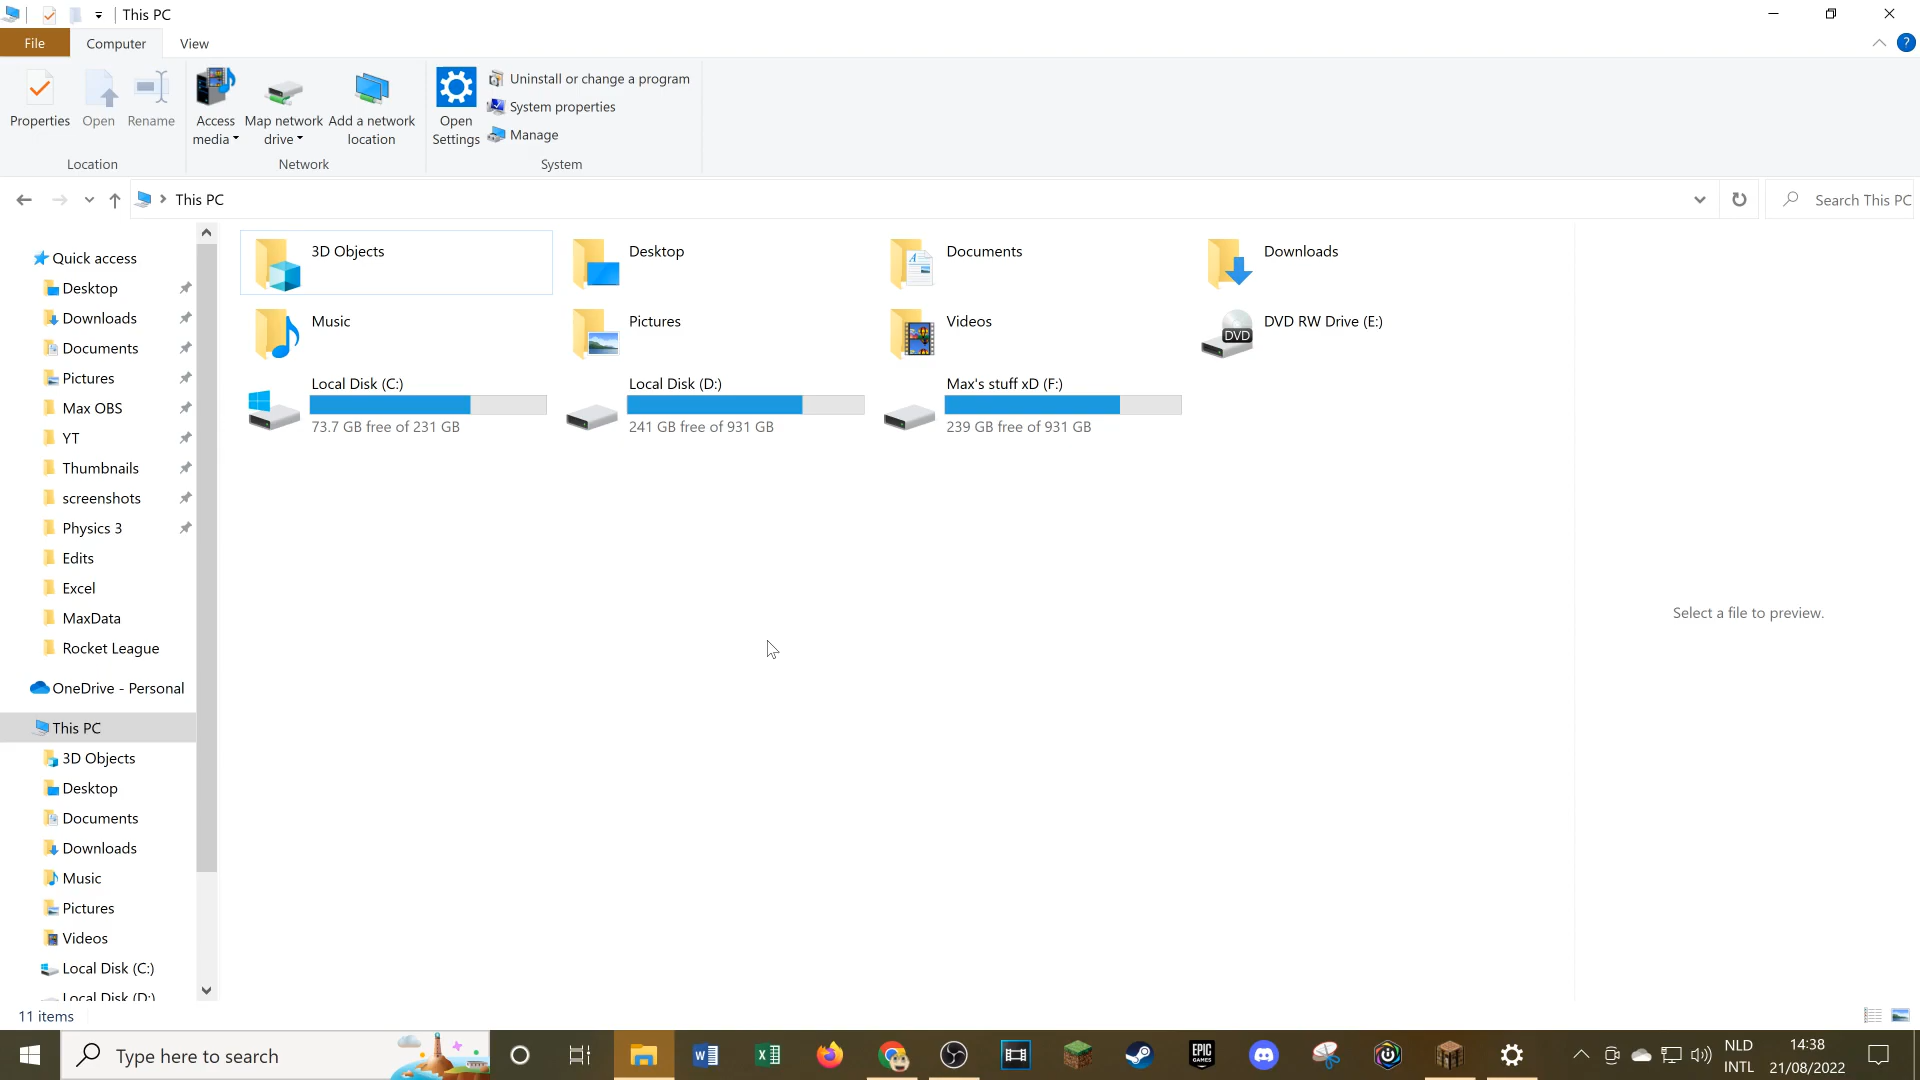 This PC
File
Computer
View
?
Properties
Open
Rename
Access
media
Map network
drive
Add a network
location
Open
Settings
Uninstall or change a program
System properties
Manage
Location
Network
System
This PC
Search This PC
Quick access
Desktop
Downloads
Documents
Pictures
Max OBS
YT
Thumbnails
screenshots
Physics 3
Edits
Excel
MaxData
Rocket League
OneDrive - Personal
This PC
3D Objects
Desktop
Documents
Downloads
Music
Pictures
Videos
Local Disk (C:)
Local Disk (D:)
3D Objects
Desktop
Documents
Downloads
Music
Pictures
Videos
DVD
DVD RW Drive (E:)
Local Disk (C:)
73.7 GB free of 231 GB
Local Disk (D:)
241 GB free of 931 GB
Max's stuff xD (F:)
239 GB free of 931 GB
Select a file to preview.
11 items
Type here to search
EPIC
GAMES
NLD
INTL
14:38
21/08/2022